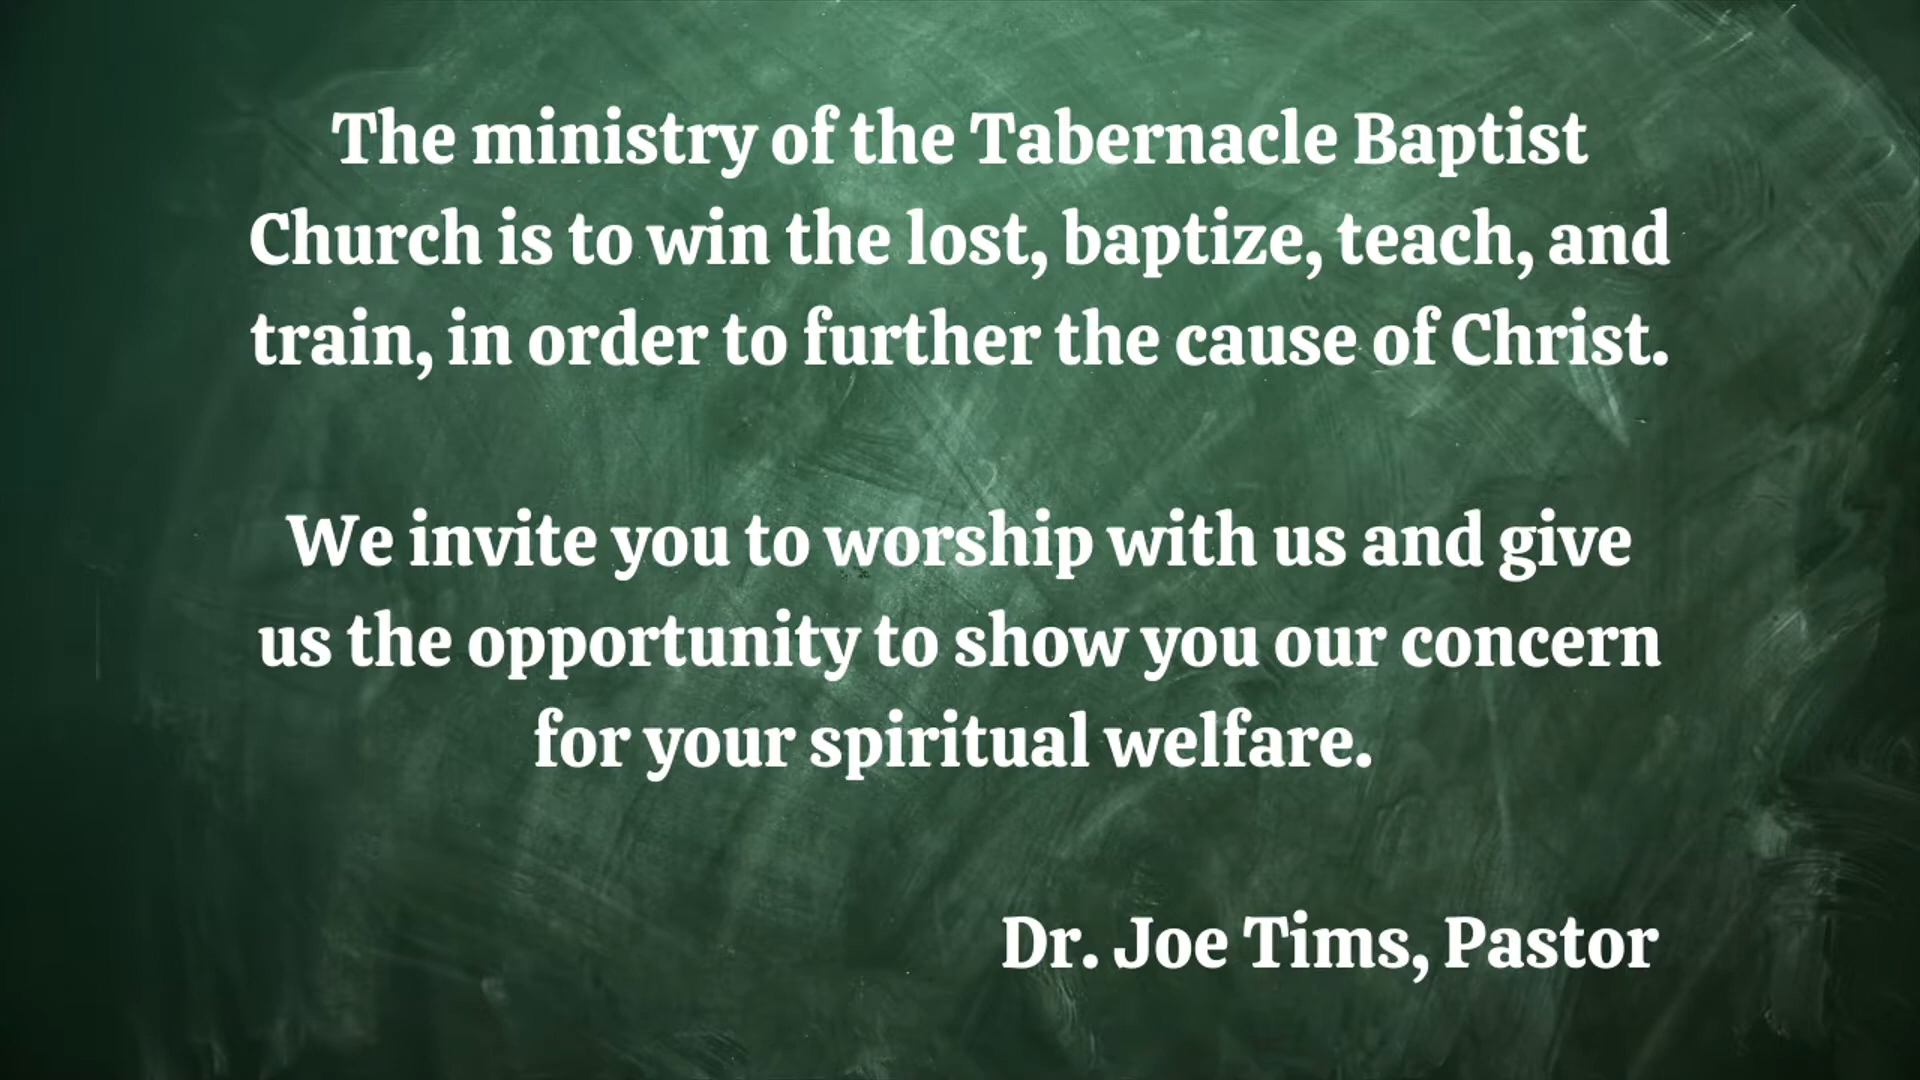 The ministry of the Tabernacle Baptist
Church is to win the lost, baptize, teach, and
train, in order to further the cause of Christ.
We invite you to worship with us and give
us the opportunity to show you our concern
for your spiritual welfare.
Dr. Joe Tims, Pastor